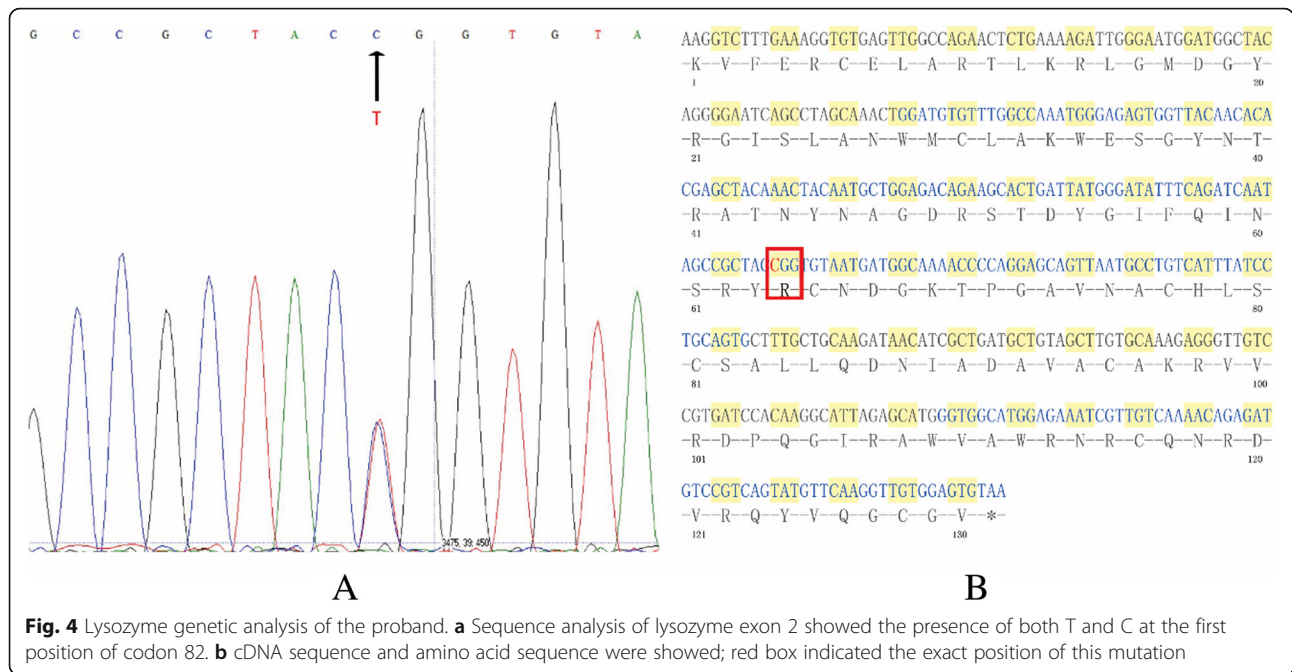 G C C G C T A C C G G T G T A
T
3475, 39: 450
A
AAGGTCTTTGAAAGGTGTGAGTTGGCCAGAACTCTGAAAAGATTGGGAATGGATGGCTAC
-K--V--F--E--R--C--E--L--A--R--T--L--K--R--L--G--M--D--G--Y-
1 20
AGGGGAATCAGCCTAGCAAACTGGATGTGTTTGGCCAAATGGGAGAGTGGTTACAACACA
-R--G--I--S--L--A--N--W--M--C--L--A--K--W--E--S--G--Y--N--T-
21 40
CGAGCTACAAACTACAATGCTGGAGACAGAAGCACTGATTATGGGATATTTCAGATCAAT
-R--A--T--N--Y--N--A--G--D--R--S--T--D--Y--G--I--F--Q--I--N-
41 60
AGCCGCTACCGGTGTAATGATGGCAAAACCCCAGGAGCAGTTAATGCCTGTCATTTATCC
-S--R--Y--R--C--N--D--G--K--T--P--G--A--V--N--A--C--H--L--S-
61 80
TGCAGTGCTTTGCTGCAAGATAACATCGCTGATGCTGTAGCTTGTGCAAAGAGGGTTGTC
-C--S--A--L--L--Q--D--N--I--A--D--A--V--A--C--A--K--R--V--V-
81 100
CGTGATCCACAAGGCATTAGAGCATGGGTGGCATGGAGAAATCGTTGTCAAAACAGAGAT
-R--D--P--Q--G--I--R--A--W--V--A--W--R--N--R--C--Q--N--R--D-
101 120
GTCCGTCAGTATGTTCAAGGTTGTGGAGTGTAA
-V--R--Q--Y--V--Q--G--C--G--V--*-
121 130
B
Fig. 4 Lysozyme genetic analysis of the proband. a Sequence analysis of lysozyme exon 2 showed the presence of both T and C at the first
position of codon 82. b cDNA sequence and amino acid sequence were showed; red box indicated the exact position of this mutation